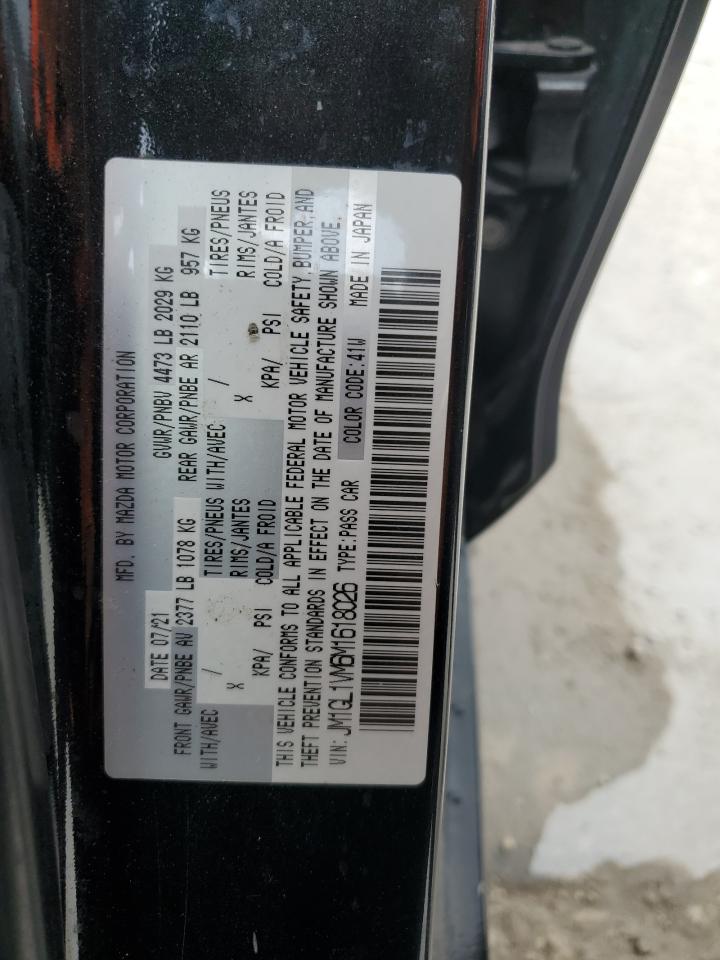 MFD. BY MAZDA MOTOR CORPORATION
DATE 07/21 GVWR/PNBV 4473 LB 2029 KG
FRONT GAWR/PNBE AV 2377 LB 1078 KG REAR GAWR/PNBE AR 2110 LB 957 KG
WITH/AVEC / TIRES/PNEUS WITH/AVEC / TIRES/PNEUS
X RIMS/JANTES X RIMS/JANTES
KPA/ PSI COLD/A FROID KPA/ PSI COLD/A FROID
THIS VEHICLE CONFORMS TO ALL APPLICABLE FEDERAL MOTOR VEHICLE SAFETY, BUMPER, AND
THEFT PREVENTION STANDARDS IN EFFECT ON THE DATE OF MANUFACTURE SHOWN ABOVE.
VIN: JM1GL1VM6M1618026 TYPE:PASS CAR COLOR CODE:41W MADE IN JAPAN